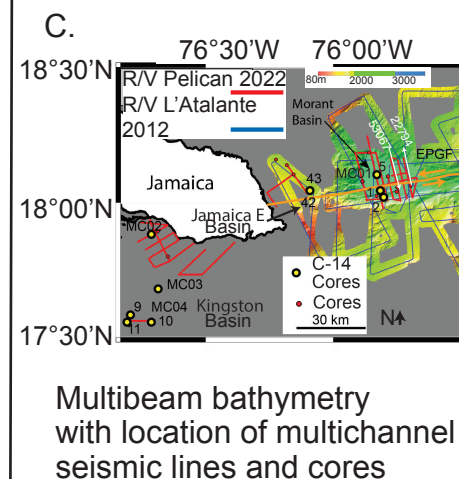 C.
76°30'W 76°00'W
18°30'N
R/V Pelican 2022
R/V L'Atalante
2012
80m 2000 3000
Morant
Basin
53067
22794
EPGF
MC01
5
1
2
43
42
Jamaica
Jamaica E.
Basin
18°00'N
MC02
MC03
MC04
9
10
11
Kingston
Basin
C-14
Cores
Cores
30 km
N
17°30'N
Multibeam bathymetry
with location of multichannel
seismic lines and cores